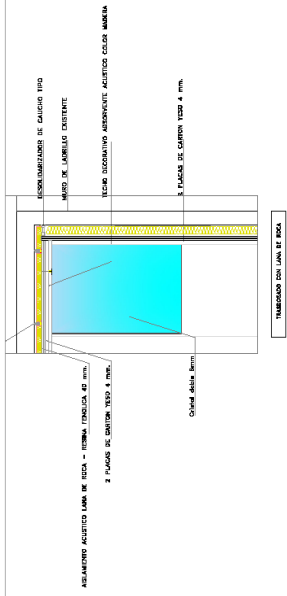 DESOLIDARIZADOR DE CAUCHO TIPO
MURO DE LADRILLO EXISTENTE
TECHO DECORATIVO ABSORVENTE ACUSTICO COLOR MADERA
2 PLACAS DE CARTON YESO 4 mm.
TRASDOSADO CON LANA DE ROCA
AISLAMIENTO ACUSTICO LANA DE ROCA - RESINA FENOLICA 40 mm.
2 PLACAS DE CARTON YESO 4 mm.
Cristal doble 8mm